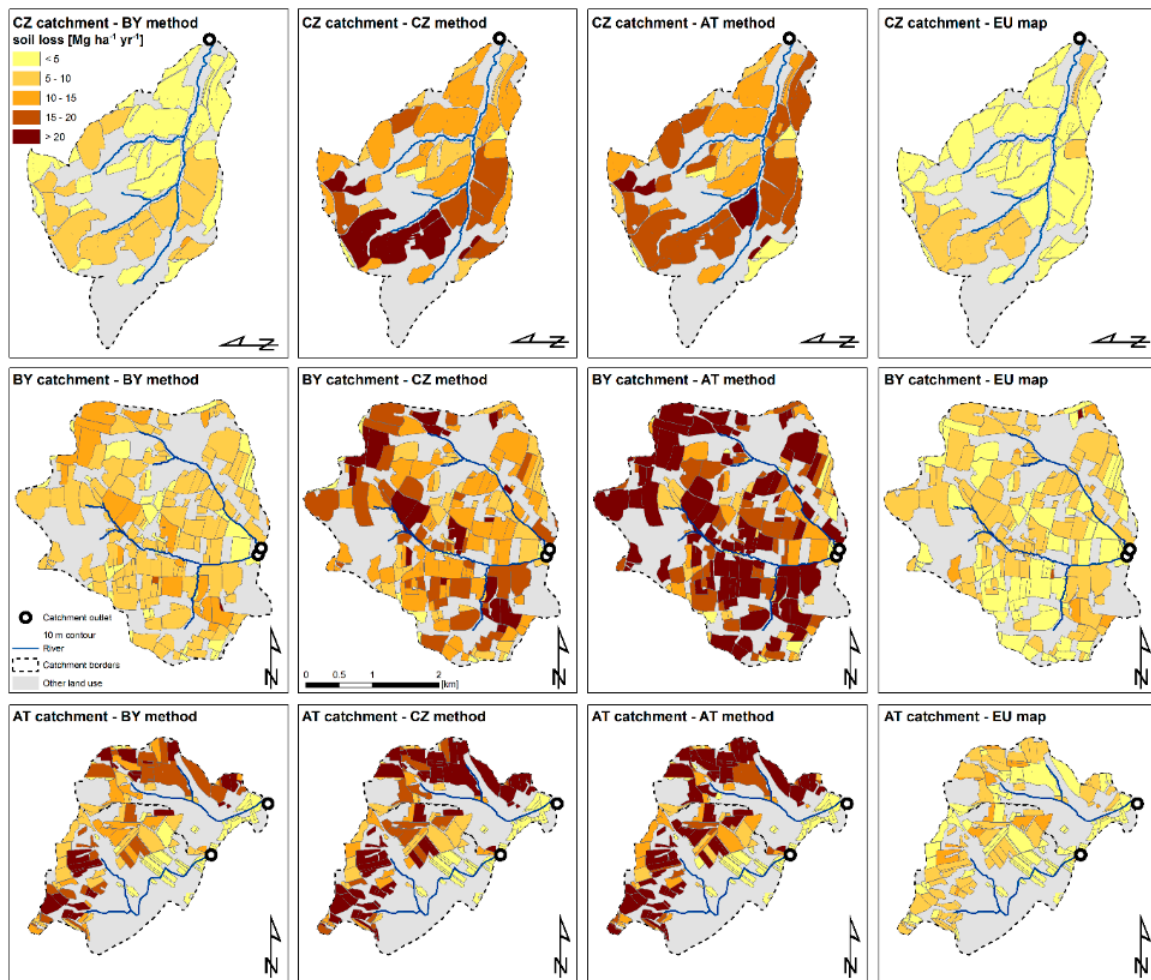 CZ catchment - BY method
soil loss [Mg ha⁻¹ yr⁻¹]
< 5
5 - 10
10 - 15
15 - 20
> 20
N
CZ catchment - CZ method
N
CZ catchment - AT method
N
CZ catchment - EU map
N
BY catchment - BY method
Catchment outlet
10 m contour
River
Catchment borders
Other land use
N
BY catchment - CZ method
0 0.5 1 2
[km]
N
BY catchment - AT method
N
BY catchment - EU map
N
AT catchment - BY method
N
AT catchment - CZ method
N
AT catchment - AT method
N
AT catchment - EU map
N